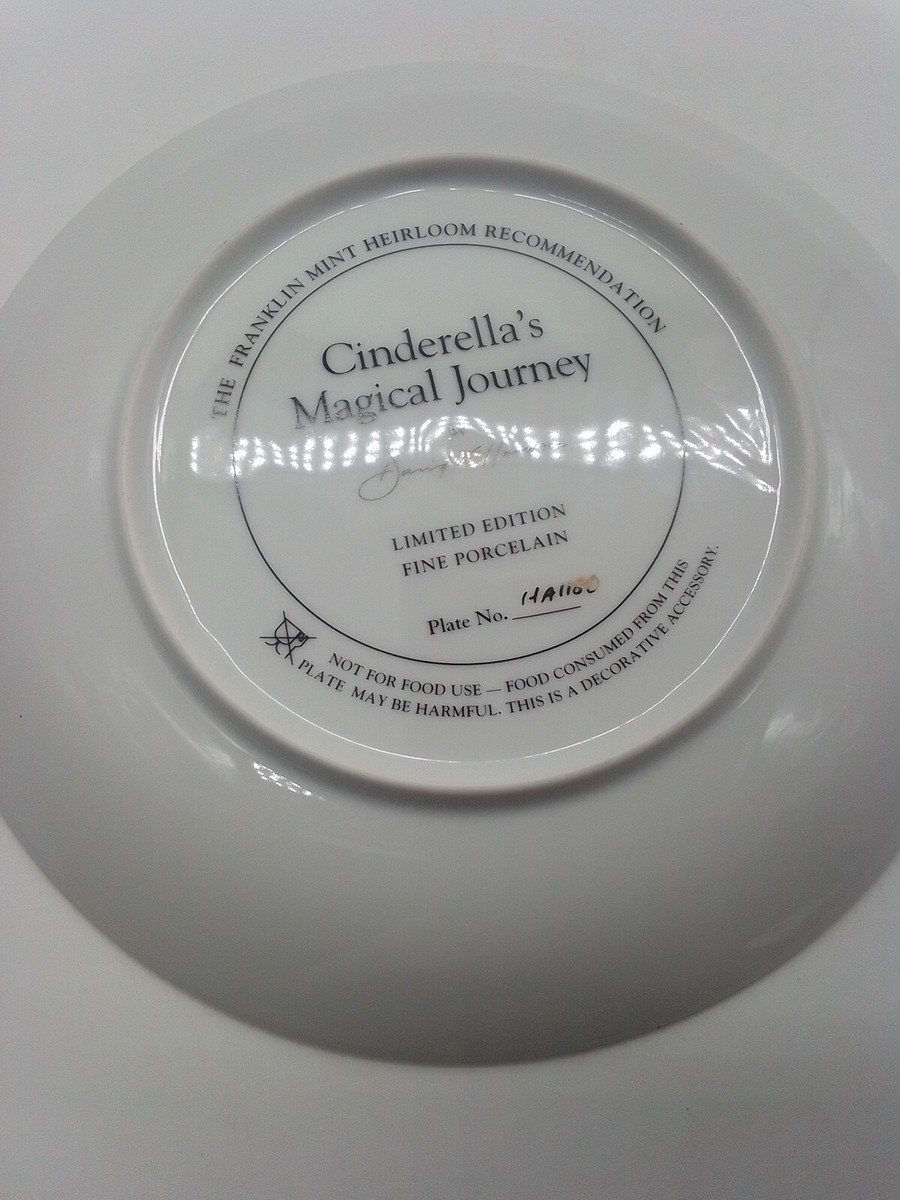 THE FRANKLIN MINT HEIRLOOM RECOMMENDATION
Cinderella's
Magical Journey
BY
LIMITED EDITION
FINE PORCELAIN
Plate No.
NOT FOR FOOD USE — FOOD CONSUMED FROM THIS
PLATE MAY BE HARMFUL. THIS IS A DECORATIVE ACCESSORY.